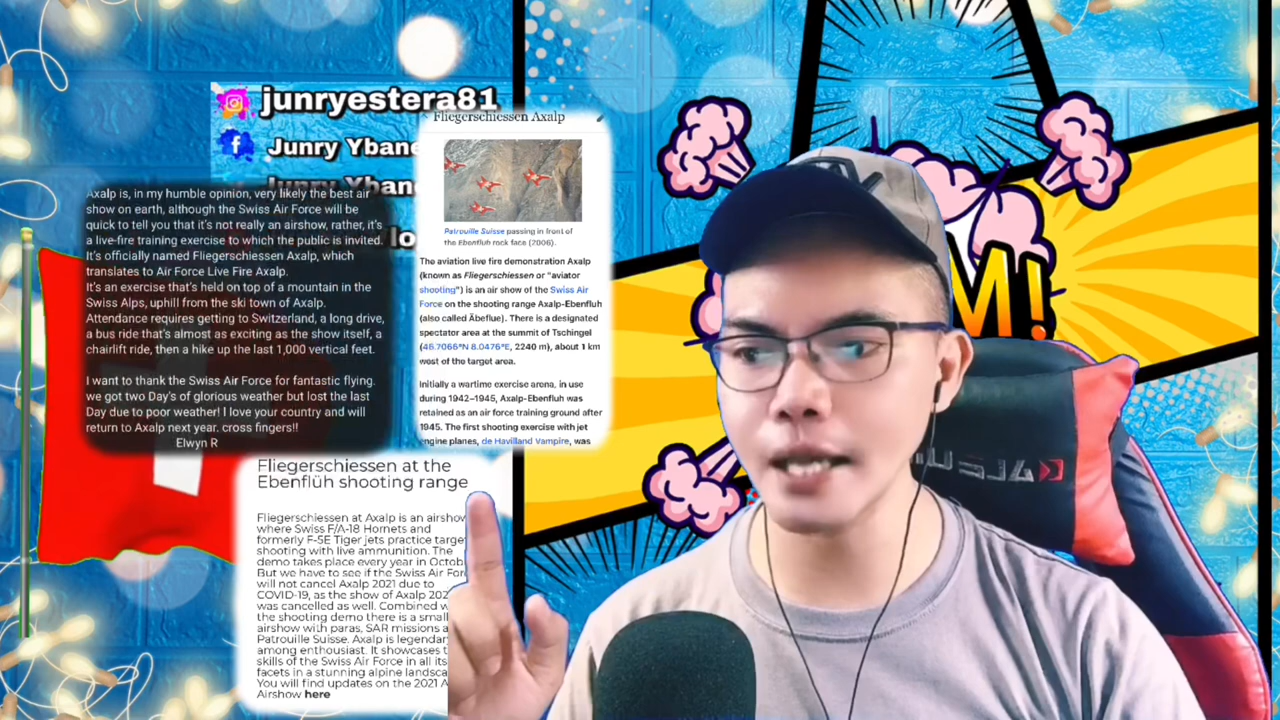 junryestera81
Junry Ybane
Junry Ybane
lo
Axalp is, in my humble opinion, very likely the best air
show on earth, although the Swiss Air Force will be
quick to tell you that it's not really an airshow, rather, it's
a live-fire training exercise to which the public is invited.
It's officially named Fliegerschiessen Axalp, which
translates to Air Force Live Fire Axalp.
It's an exercise that's held on top of a mountain in the
Swiss Alps, uphill from the ski town of Axalp.
Attendance requires getting to Switzerland, a long drive,
a bus ride that's almost as exciting as the show itself, a
chairlift ride, then a hike up the last 1,000 vertical feet.
I want to thank the Swiss Air Force for fantastic flying.
we got two Day's of glorious weather but lost the last
Day due to poor weather! I love your country and will
return to Axalp next year. cross fingers!!
Elwyn R
Fliegerschiessen Axalp
Patrouille Suisse passing in front of
the Ebenfluh rock face (2006).
The aviation live fire demonstration Axalp
(known as Fliegerschiessen or "aviator
shooting") is an air show of the Swiss Air
Force on the shooting range Axalp-Ebenfluh
(also called Äbeflue). There is a designated
spectator area at the summit of Tschingel
(46.7066°N 8.0476°E, 2240 m), about 1 km
west of the target area.
Initially a wartime exercise arena, in use
during 1942–1945, Axalp-Ebenfluh was
retained as an air force training ground after
1945. The first shooting exercise with jet
engine planes, de Havilland Vampire, was
Fliegerschiessen at the
Ebenflüh shooting range
Fliegerschiessen at Axalp is an airshow
where Swiss F/A-18 Hornets and
formerly F-5E Tiger jets practice target
shooting with live ammunition. The
demo takes place every year in Octob
But we have to see if the Swiss Air For
will not cancel Axalp 2021 due to
COVID-19, as the show of Axalp 202
was cancelled as well. Combined w
the shooting demo there is a small
airshow with paras, SAR missions a
Patrouille Suisse. Axalp is legendary
among enthusiast. It showcases t
skills of the Swiss Air Force in all its
facets in a stunning alpine landsca
You will find updates on the 2021 A
Airshow here
M!